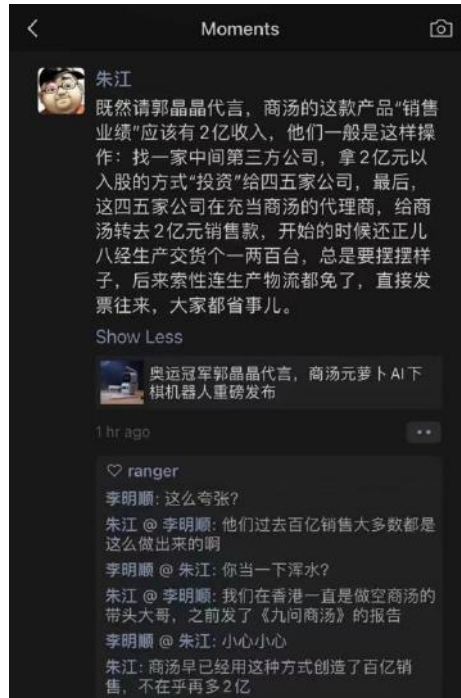 Moments
朱江
既然请郭晶晶代言，商汤的这款产品“销售
业绩”应该有2亿收入，他们一般是这样操
作：找一家中间第三方公司，拿2亿元以
入股的方式“投资”给四五家公司，最后，
这四五家公司在充当商汤的代理商，给商
汤转去2亿元销售款，开始的时候还正儿
八经生产交货个一两百台，总是要摆摆样
子，后来索性连生产物流都免了，直接发
票往来，大家都省事儿。
Show Less
奥运冠军郭晶晶代言，商汤元萝卜AI下
棋机器人重磅发布
1 hr ago
ranger
李明顺: 这么夸张?
朱江 @ 李明顺: 他们过去百亿销售大多数都是
这么做出来的啊
李明顺 @ 朱江: 你当一下浑水?
朱江 @ 李明顺: 我们在香港一直是做空商汤的
带头大哥，之前发了《九问商汤》的报告
李明顺 @ 朱江: 小心小心
朱江: 商汤早已经用这种方式创造了百亿销
售，不在乎再多2亿